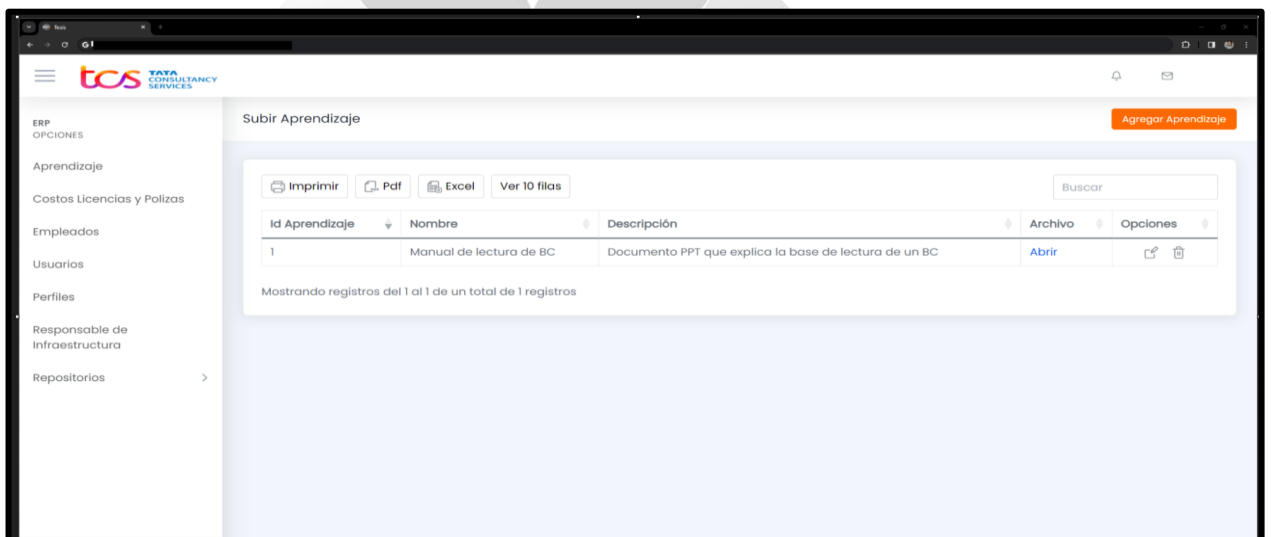 Tesis
G
tcs TATA
CONSULTANCY
SERVICES
ERP
OPCIONES
Aprendizaje
Costos Licencias y Polizas
Empleados
Usuarios
Perfiles
Responsable de
Infraestructura
Repositorios
Subir Aprendizaje
Agregar Aprendizaje
Imprimir Pdf Excel Ver 10 filas Buscar
Id Aprendizaje Nombre Descripción Archivo Opciones
1 Manual de lectura de BC Documento PPT que explica la base de lectura de un BC Abrir
Mostrando registros del 1 al 1 de un total de 1 registros